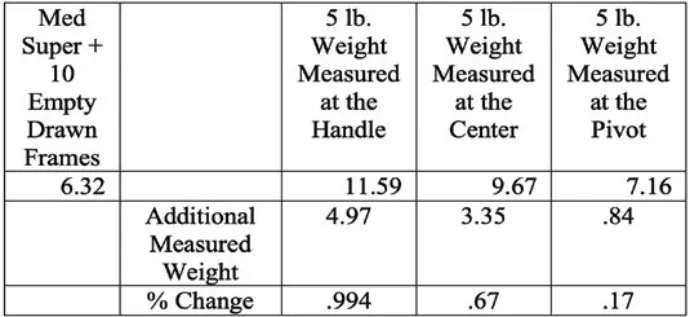 Med
Super +
10
Empty
Drawn
Frames
5 lb.
Weight
Measured
at the
Handle
5 lb.
Weight
Measured
at the
Center
5 lb.
Weight
Measured
at the
Pivot
6.32 11.59 9.67 7.16
Additional
Measured
Weight
4.97 3.35 .84
% Change .994 .67 .17